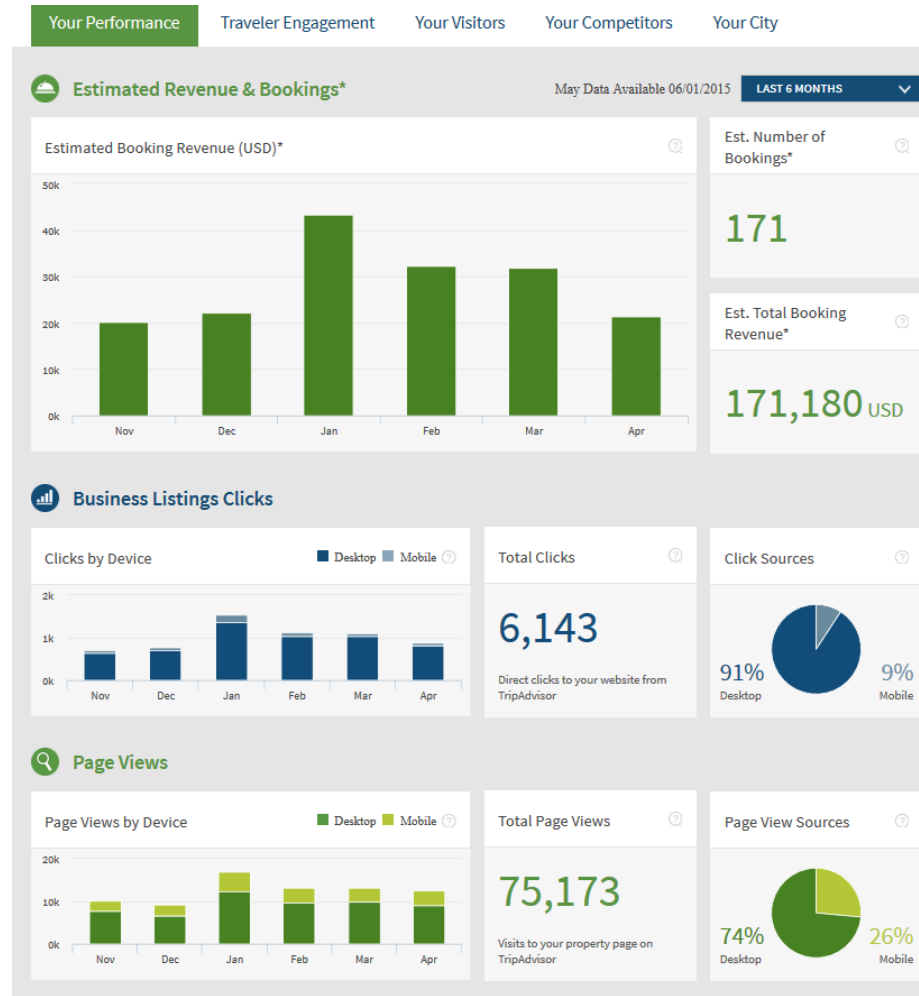 Your Performance Traveler Engagement Your Visitors Your Competitors Your City
Estimated Revenue & Bookings*
May Data Available 06/01/2015 LAST 6 MONTHS
Estimated Booking Revenue (USD)* ?
50k
40k
30k
20k
10k
0k
Nov Dec Jan Feb Mar Apr
Est. Number of
Bookings* ?
171
Est. Total Booking
Revenue* ?
171,180 USD
Business Listings Clicks
Clicks by Device Desktop Mobile ?
2k
1k
0k
Nov Dec Jan Feb Mar Apr
Total Clicks ?
6,143
Direct clicks to your website from
TripAdvisor
Click Sources ?
91% 9%
Desktop Mobile
Page Views
Page Views by Device Desktop Mobile ?
20k
10k
0k
Nov Dec Jan Feb Mar Apr
Total Page Views ?
75,173
Visits to your property page on
TripAdvisor
Page View Sources ?
74% 26%
Desktop Mobile